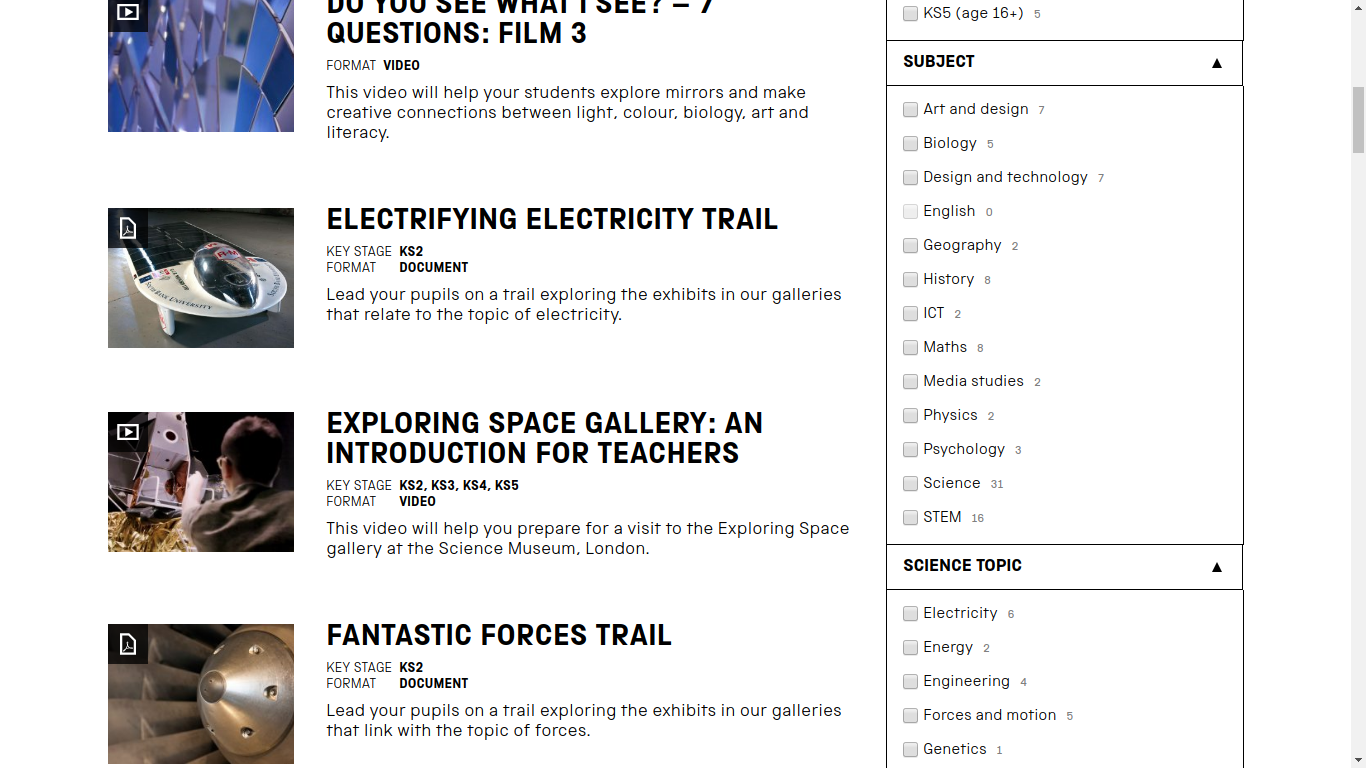 DO YOU SEE WHAT I SEE? – 7
QUESTIONS: FILM 3
FORMAT VIDEO
This video will help your students explore mirrors and make
creative connections between light, colour, biology, art and
literacy.
ELECTRIFYING ELECTRICITY TRAIL
KEY STAGE KS2
FORMAT DOCUMENT
Lead your pupils on a trail exploring the exhibits in our galleries
that relate to the topic of electricity.
EXPLORING SPACE GALLERY: AN
INTRODUCTION FOR TEACHERS
KEY STAGE KS2, KS3, KS4, KS5
FORMAT VIDEO
This video will help you prepare for a visit to the Exploring Space
gallery at the Science Museum, London.
FANTASTIC FORCES TRAIL
KEY STAGE KS2
FORMAT DOCUMENT
Lead your pupils on a trail exploring the exhibits in our galleries
that link with the topic of forces.
KS5 (age 16+) 5
SUBJECT ▲
Art and design 7
Biology 5
Design and technology 7
English 0
Geography 2
History 8
ICT 2
Maths 8
Media studies 2
Physics 2
Psychology 3
Science 31
STEM 16
SCIENCE TOPIC ▲
Electricity 6
Energy 2
Engineering 4
Forces and motion 5
Genetics 1